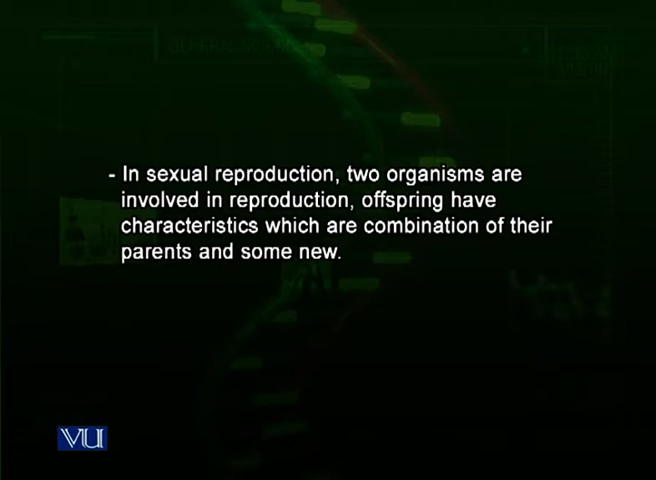 - In sexual reproduction, two organisms are
involved in reproduction, offspring have
characteristics which are combination of their
parents and some new.
VU